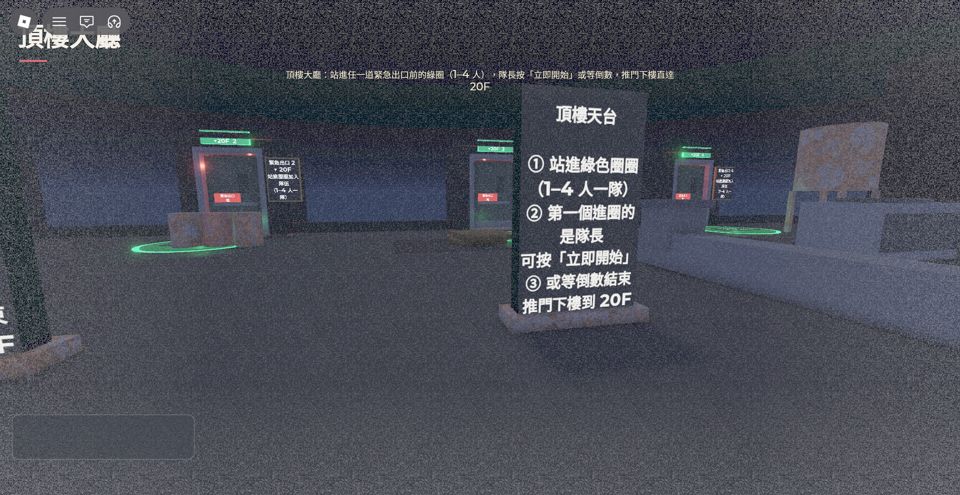 頂樓大廳
頂樓大廳：站進任一道緊急出口前的綠圈（1–4 人），隊長按「立即開始」或等倒數，推門下樓直達
20F
頂樓天台
① 站進綠色圈圈
（1–4 人一隊）
② 第一個進圈的
是隊長
可按「立即開始」
③ 或等倒數結束
推門下樓到 20F
→20F 2
緊急出口 2
→ 20F
站進圈圈加入
隊伍
（1–4 人一
隊）
束
F